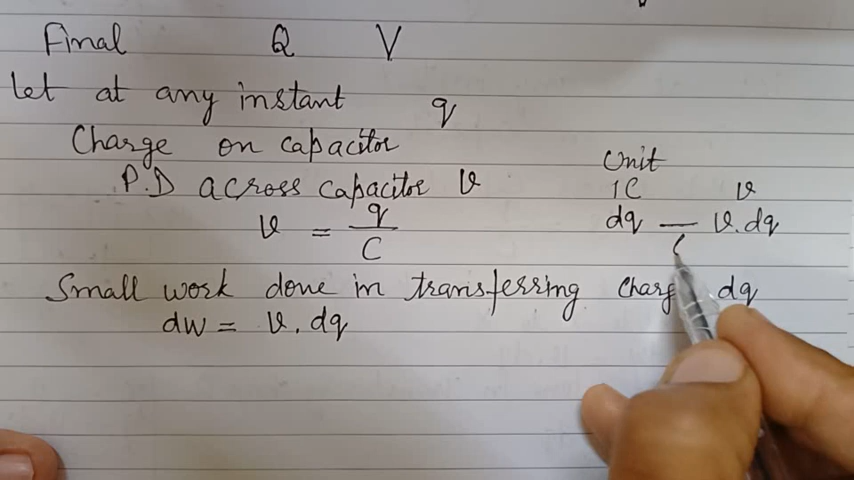 Final Q V
Let at any instant q
Charge on capacitor
P.D across capacitor v
v = q
C
Unit
1C v
dq — v.dq
Small work done in transferring charg dq
dw = v.dq